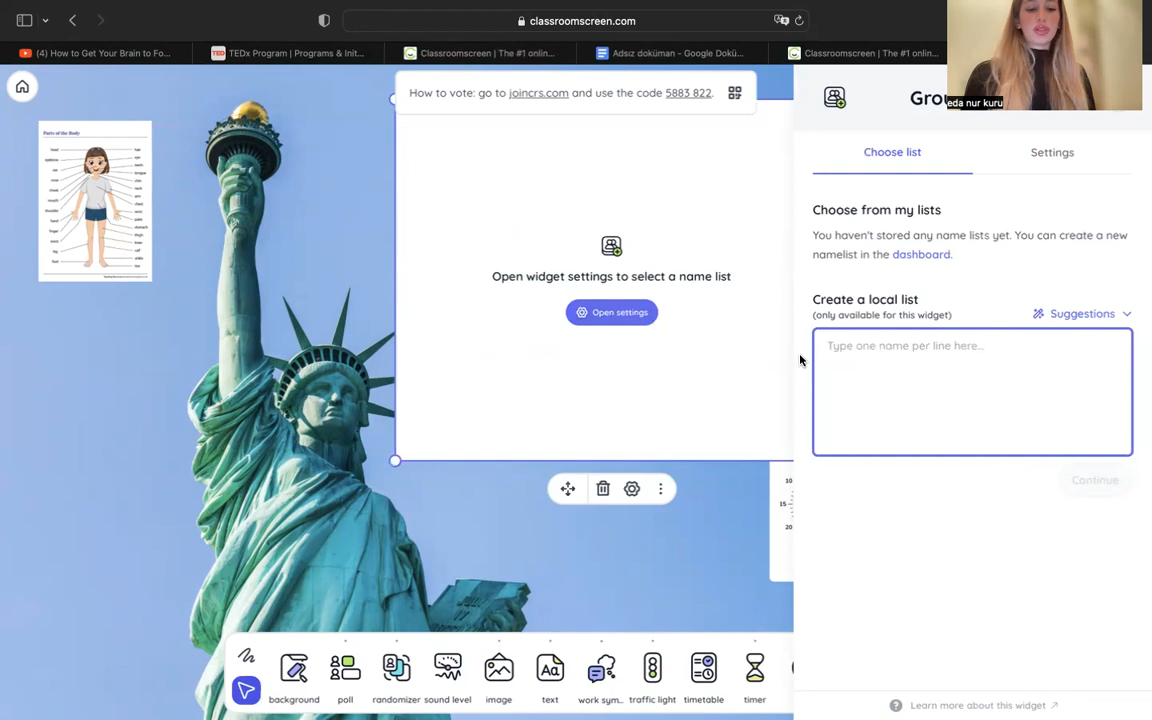 classroomscreen.com
(4) How to Get Your Brain to Fo...
TEDx Program | Programs & Init...
Classroomscreen | The #1 onlin...
Adsız doküman - Google Dokü...
Classroomscreen | The #1 onlin...
eda nur kuru
How to vote: go to joincrs.com and use the code 5883 822.
Parts of the Body
Open widget settings to select a name list
Open settings
Choose list
Settings
Choose from my lists
You haven't stored any name lists yet. You can create a new
namelist in the dashboard.
Create a local list
(only available for this widget)
Suggestions
Type one name per line here...
Continue
10
15
20
background
poll
randomizer
sound level
image
text
work sym...
traffic light
timetable
timer
Learn more about this widget